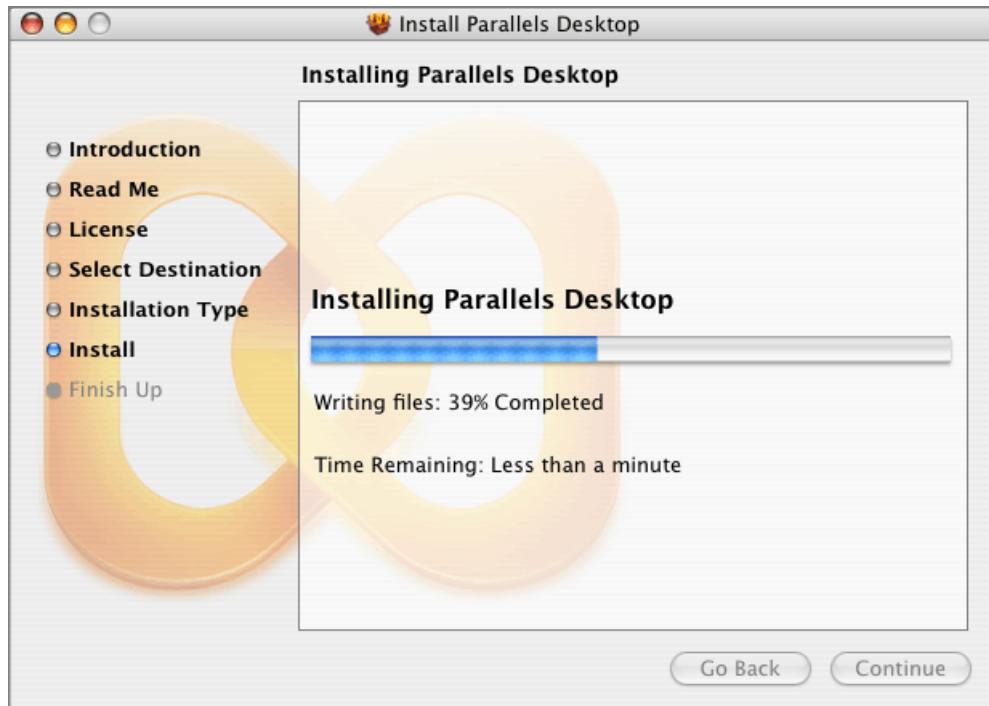 Install Parallels Desktop
Installing Parallels Desktop
Introduction
Read Me
License
Select Destination
Installation Type
Install
Finish Up
Installing Parallels Desktop
Writing files: 39% Completed
Time Remaining: Less than a minute
Go Back
Continue